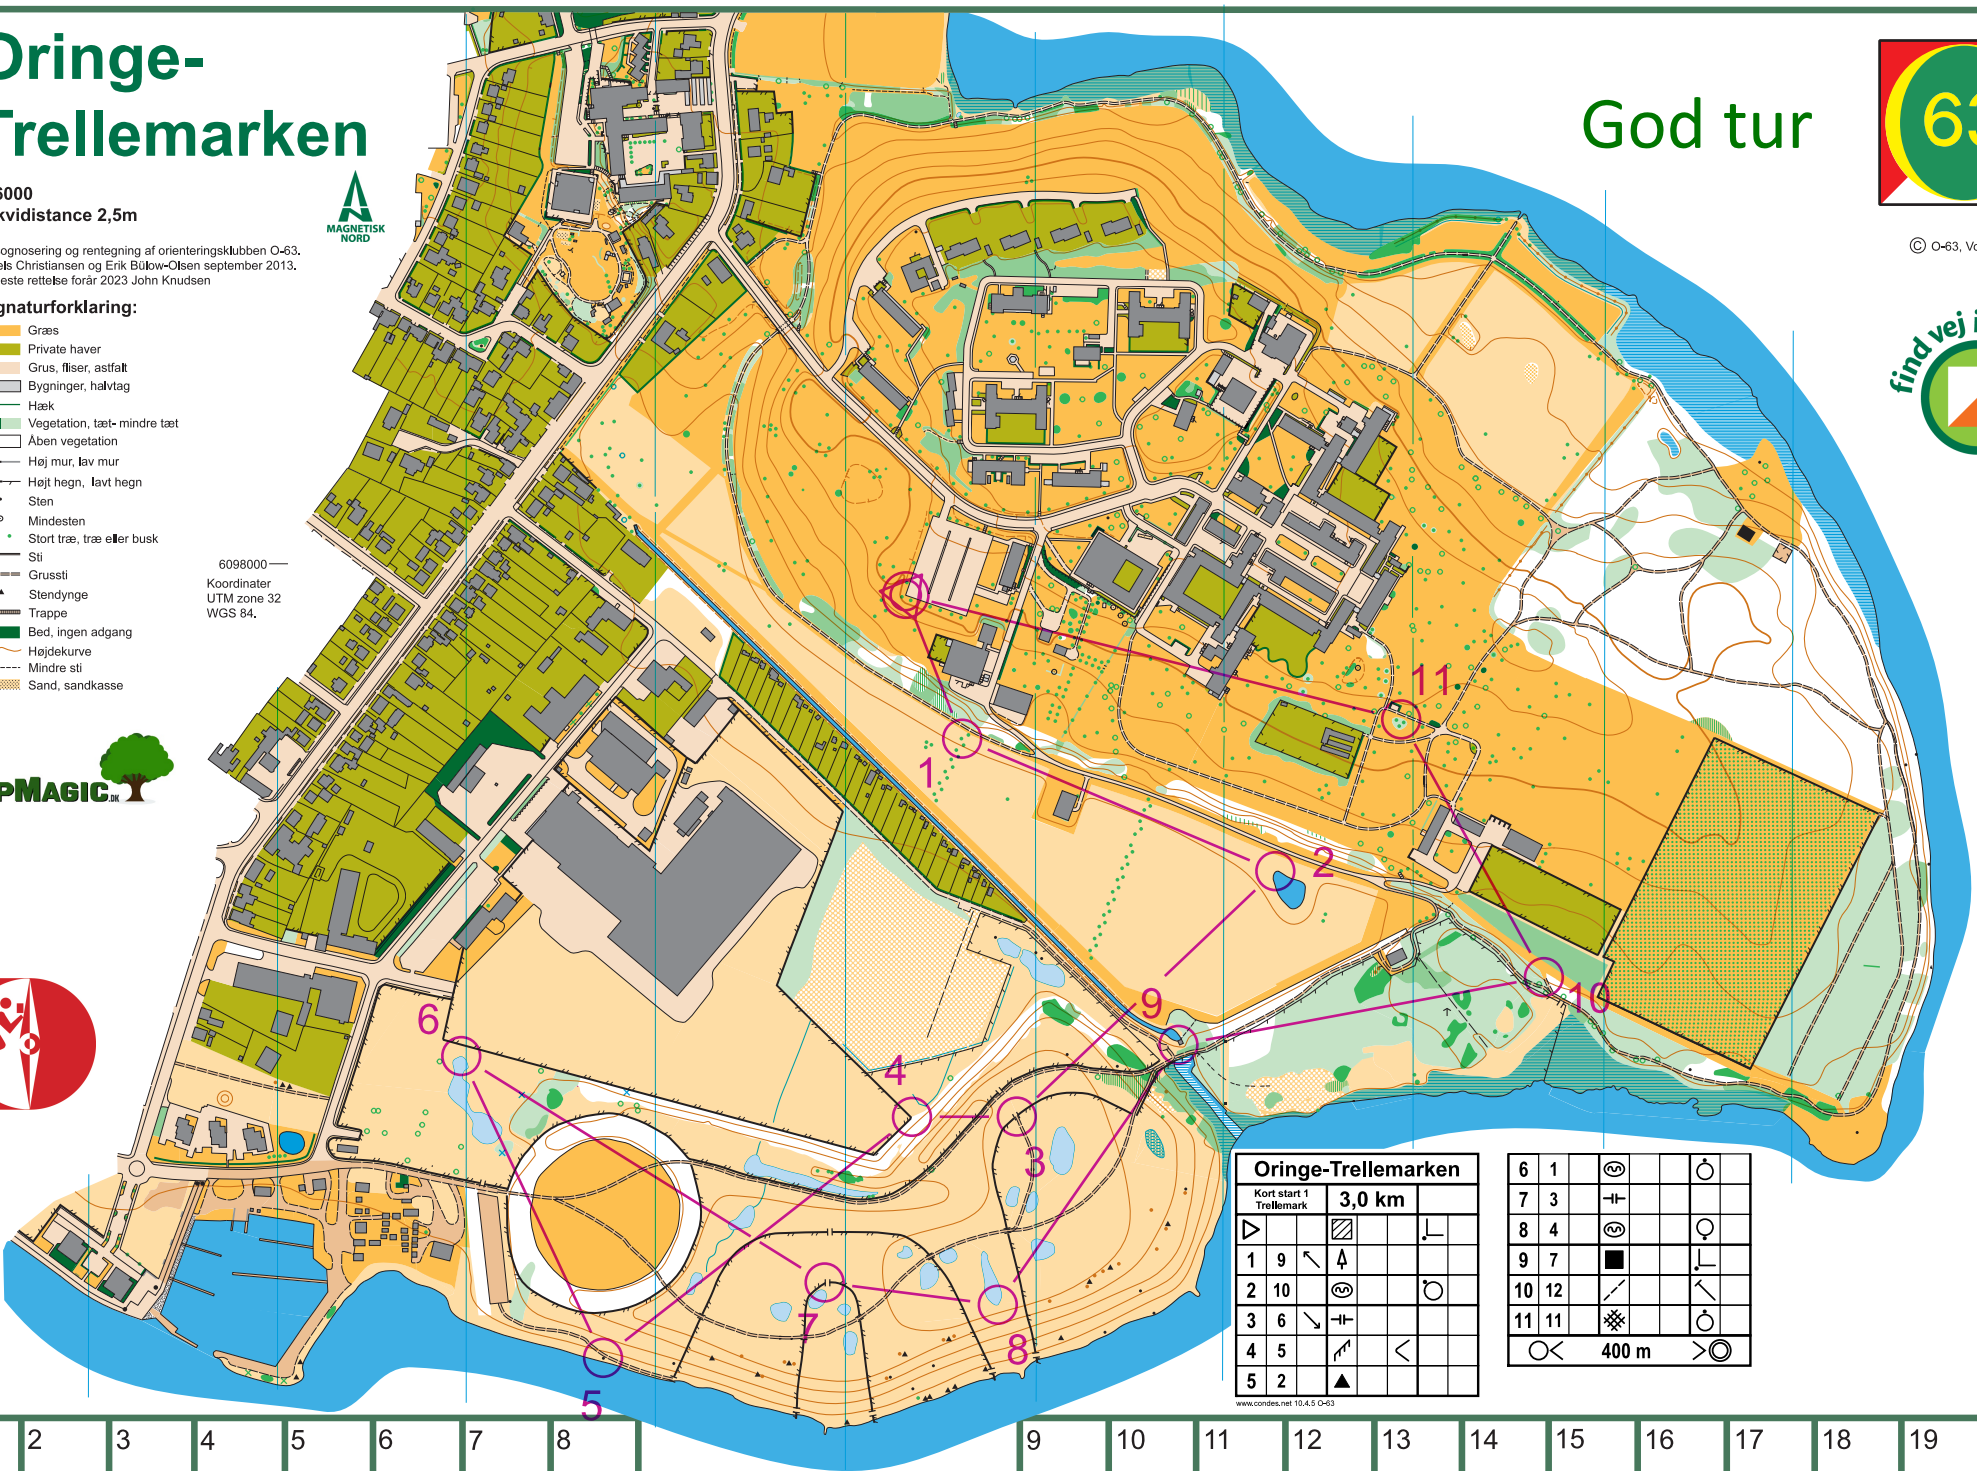 Oringe-
Trellemarken
God tur
6000
kvidistance 2,5m
MAGNETISK
NORD
ognosering og rentegning af orienteringsklubben O-63.
els Christiansen og Erik Bülow-Olsen september 2013.
este rettelse forår 2023 John Knudsen
gnaturforklaring:
Græs
Private haver
Grus, fliser, astfalt
Bygninger, halvtag
Hæk
Vegetation, tæt- mindre tæt
Åben vegetation
Høj mur, lav mur
Højt hegn, lavt hegn
Sten
Mindesten
Stort træ, træ eller busk
Sti
Grussti
Stendynge
Trappe
Bed, ingen adgang
Højdekurve
Mindre sti
Sand, sandkasse
6098000
Koordinater
UTM zone 32
WGS 84.
PMAGIC.DK
63
© O-63, Vo
find vej i
1
2
3
4
5
6
7
8
9
10
11
Oringe-Trellemarken
Kort start 1
Trellemark
3,0 km
1 9
2 10
3 6
4 5
5 2
6 1
7 3
8 4
9 7
10 12
11 11
400 m
www.condes.net 10.4.5 O-63
2 3 4 5 6 7 8 9 10 11 12 13 14 15 16 17 18 19